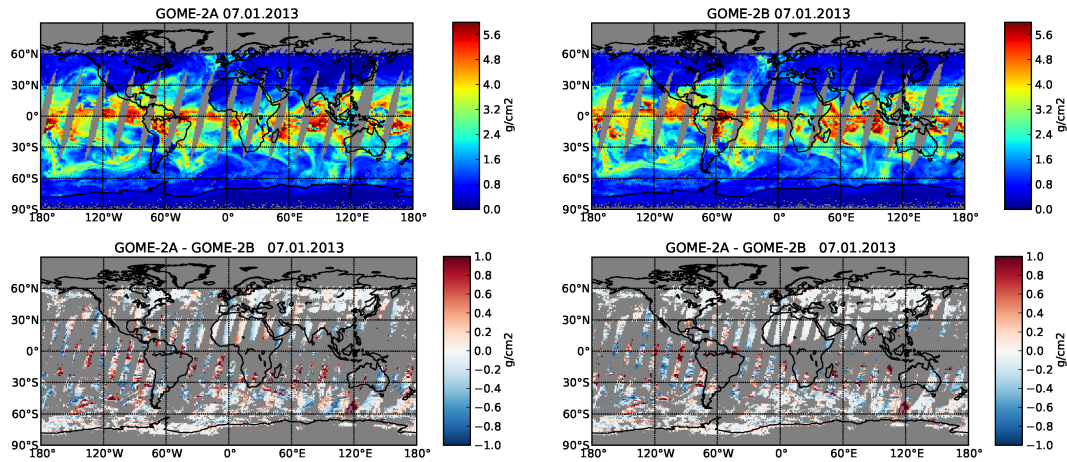 GOME-2A 07.01.2013
60°N
30°N
0°
30°S
60°S
90°S
180°
120°W
60°W
0°
60°E
120°E
180°
5.6
4.8
4.0
3.2
2.4
1.6
0.8
0.0
g/cm2
GOME-2B 07.01.2013
60°N
30°N
0°
30°S
60°S
90°S
180°
120°W
60°W
0°
60°E
120°E
180°
5.6
4.8
4.0
3.2
2.4
1.6
0.8
0.0
g/cm2
GOME-2A - GOME-2B 07.01.2013
60°N
30°N
0°
30°S
60°S
90°S
180°
120°W
60°W
0°
60°E
120°E
180°
1.0
0.8
0.6
0.4
0.2
0.0
−0.2
−0.4
−0.6
−0.8
−1.0
g/cm2
GOME-2A - GOME-2B 07.01.2013
60°N
30°N
0°
30°S
60°S
90°S
180°
120°W
60°W
0°
60°E
120°E
180°
1.0
0.8
0.6
0.4
0.2
0.0
−0.2
−0.4
−0.6
−0.8
−1.0
g/cm2